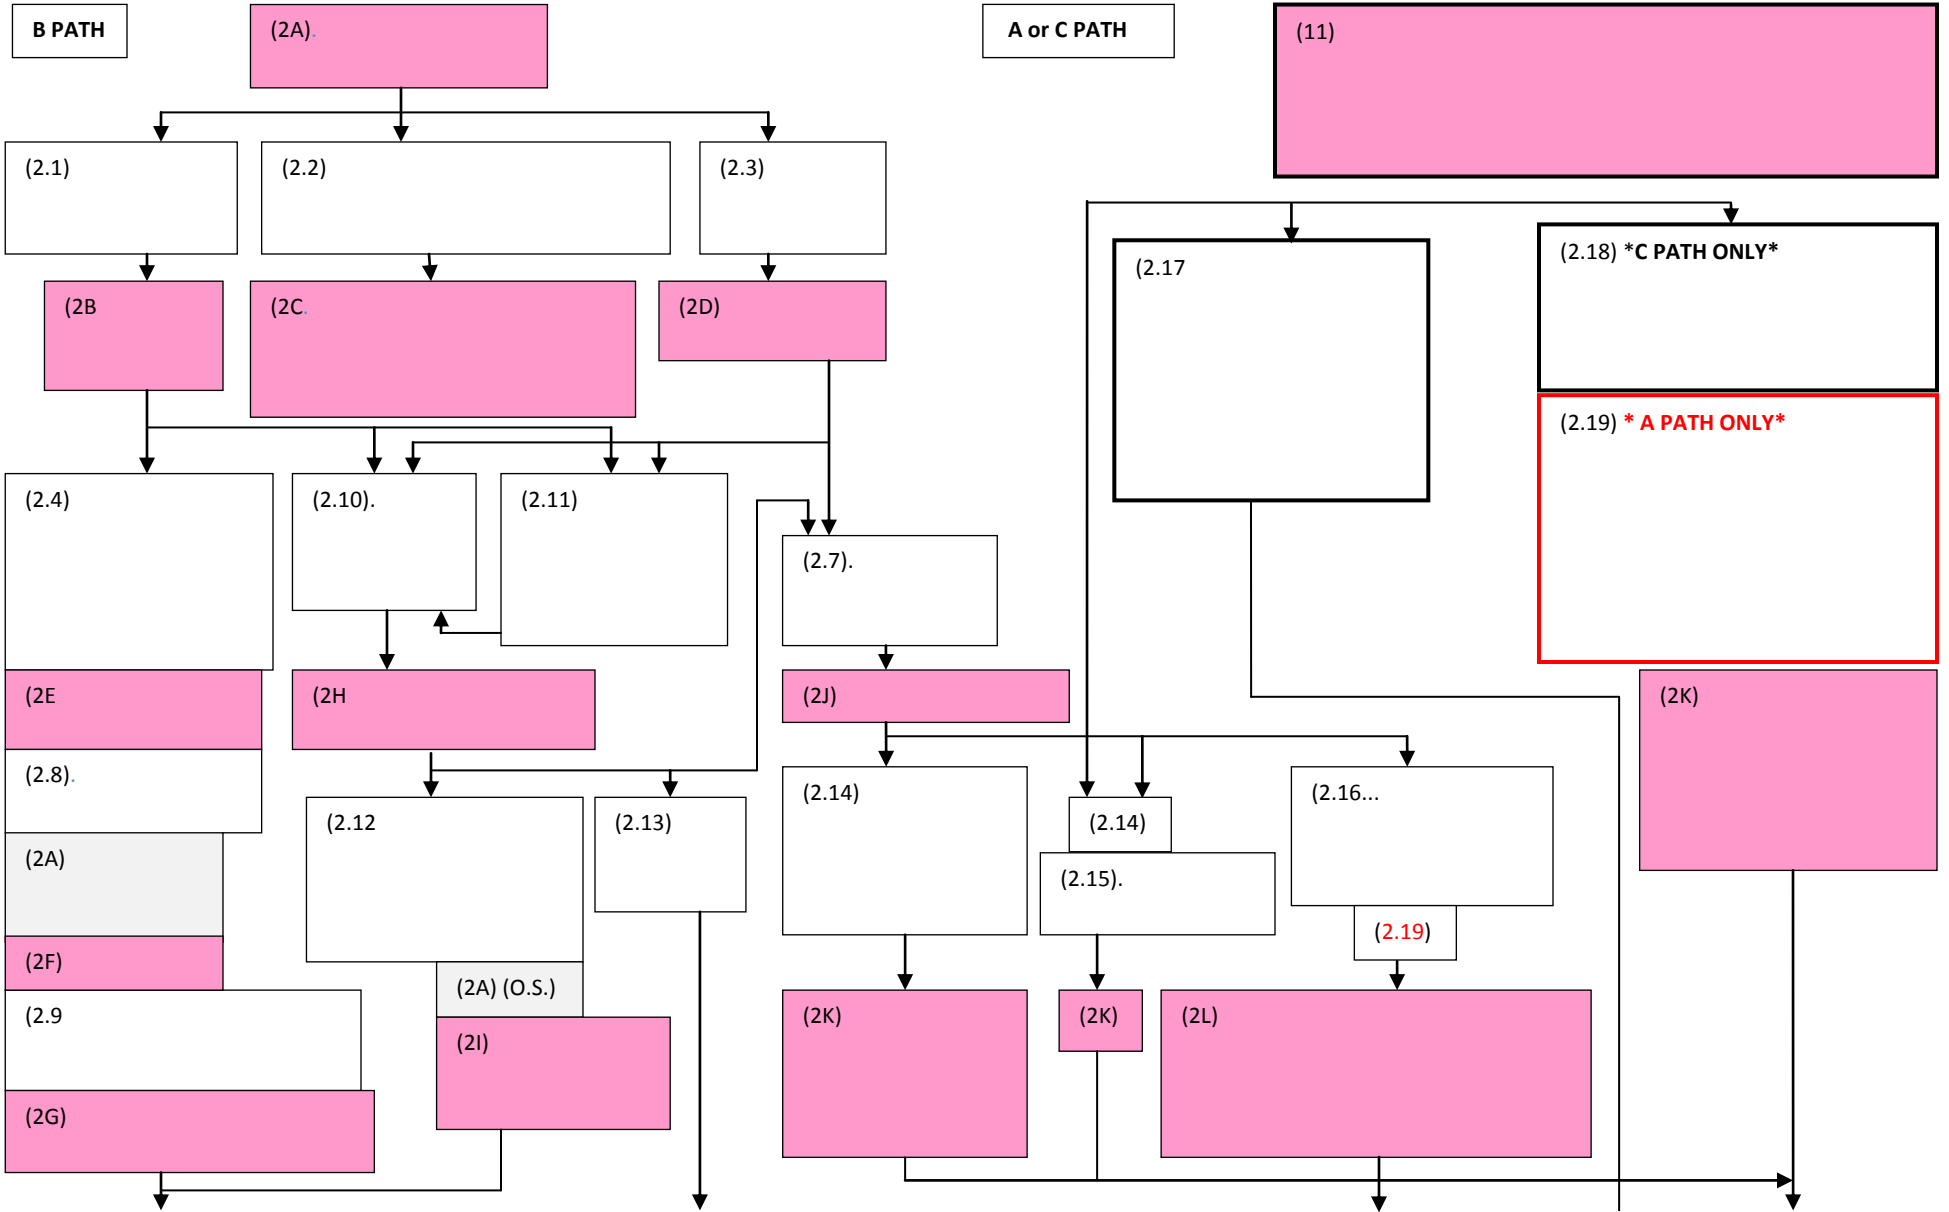 B PATH
(2A).
A or C PATH
(11)
(2.1)
(2.2)
(2.3)
(2.17
(2.18) *C PATH ONLY*
(2B
(2C.
(2D)
(2.19) * A PATH ONLY*
(2.4)
(2.10).
(2.11)
(2.7).
(2E
(2H
(2J)
(2K)
(2.8).
(2.12
(2.13)
(2.14)
(2.14)
(2.16...
(2A)
(2.15).
(2.19)
(2F)
(2A) (O.S.)
(2.9
(2I)
(2K)
(2K)
(2L)
(2G)